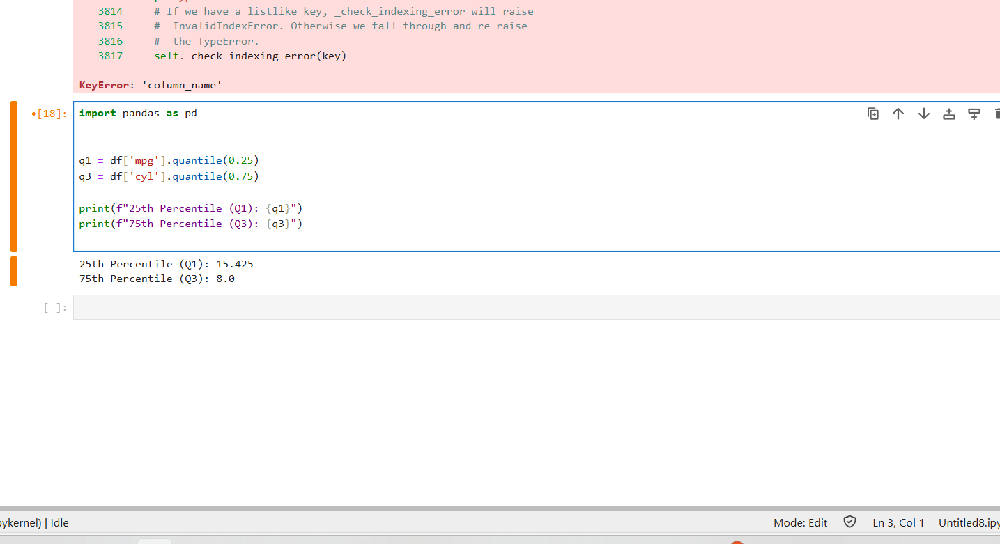 3814     # If we have a listlike key, _check_indexing_error will raise
3815     #  InvalidIndexError. Otherwise we fall through and re-raise
3816     #  the TypeError.
3817     self._check_indexing_error(key)
KeyError: 'column_name'
•[18]: import pandas as pd
q1 = df['mpg'].quantile(0.25)
q3 = df['cyl'].quantile(0.75)
print(f"25th Percentile (Q1): {q1}")
print(f"75th Percentile (Q3): {q3}")
25th Percentile (Q1): 15.425
75th Percentile (Q3): 8.0
[ ]:
pykernel) | Idle
Mode: Edit
Ln 3, Col 1
Untitled8.ipy